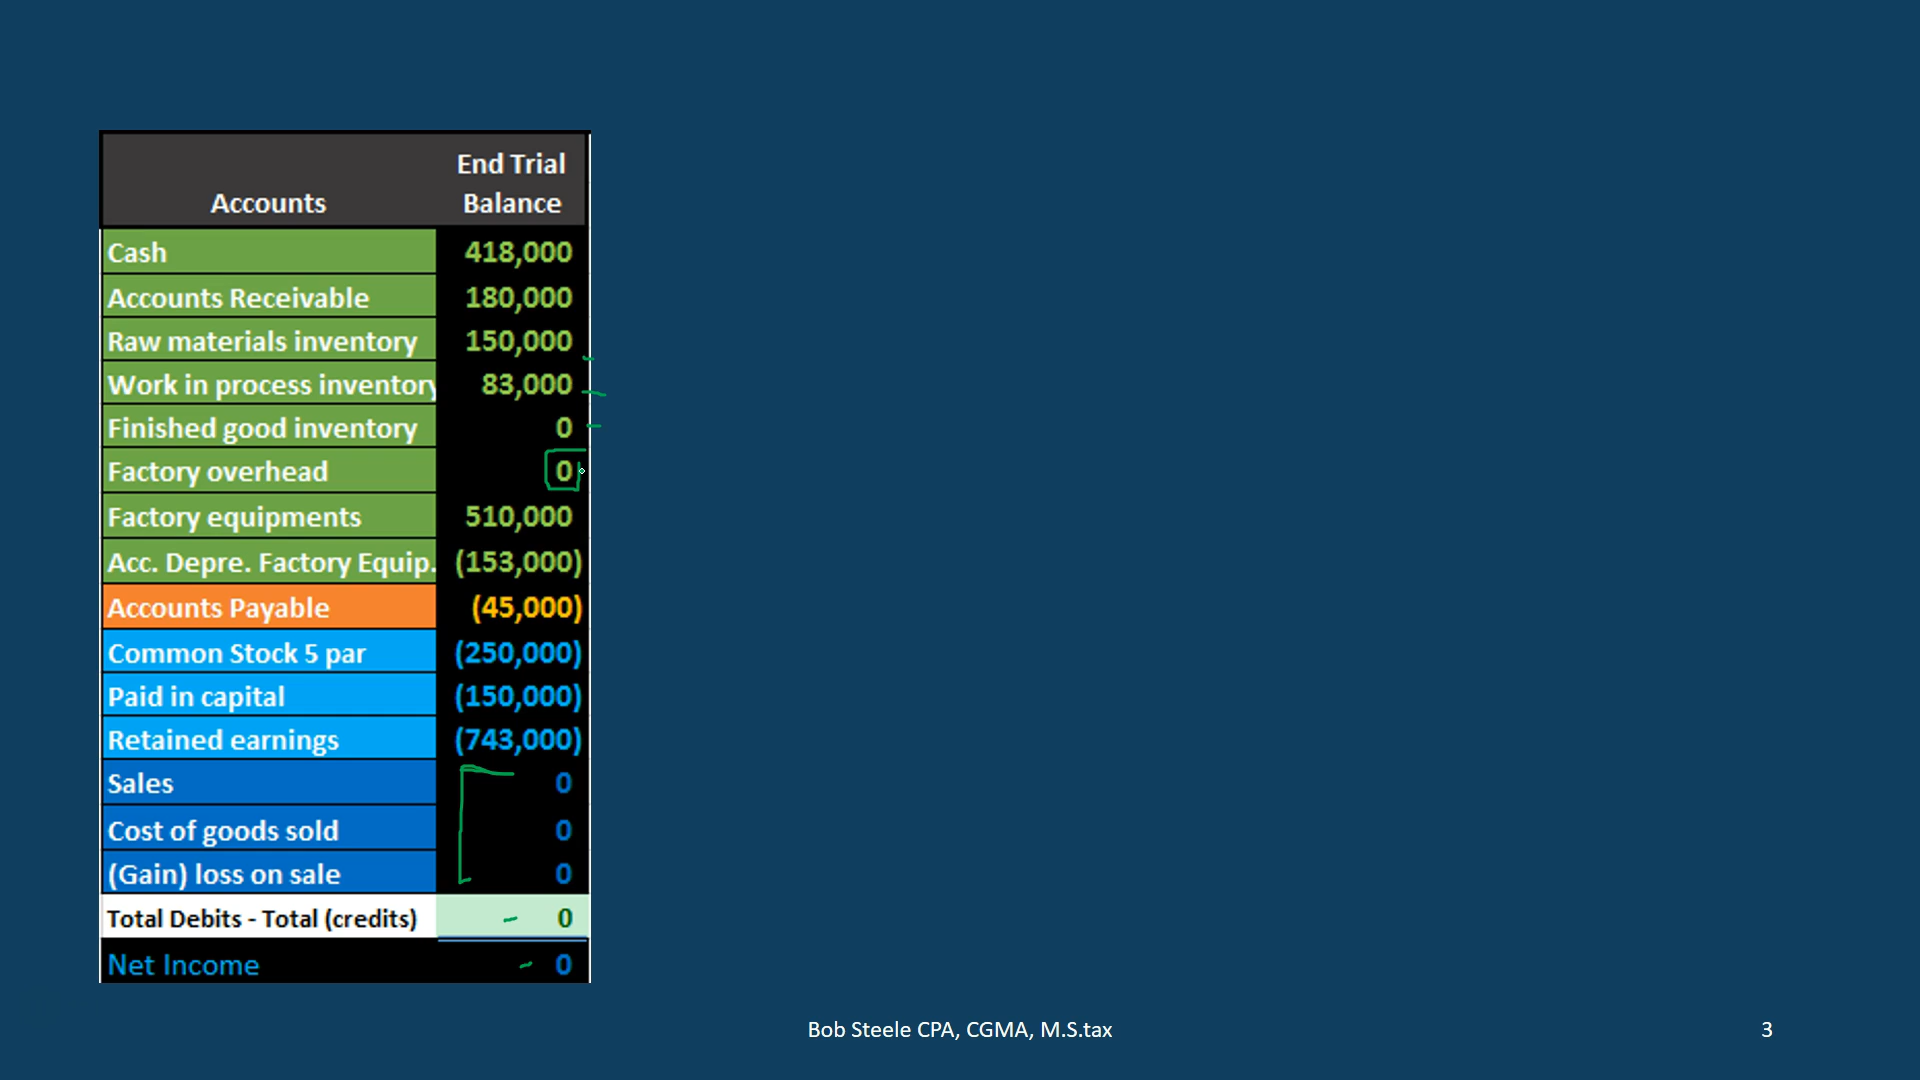 Accounts End Trial Balance
Cash 418,000
Accounts Receivable 180,000
Raw materials inventory 150,000
Work in process inventory 83,000
Finished good inventory 0
Factory overhead 0
Factory equipments 510,000
Acc. Depre. Factory Equip. (153,000)
Accounts Payable (45,000)
Common Stock 5 par (250,000)
Paid in capital (150,000)
Retained earnings (743,000)
Sales 0
Cost of goods sold 0
(Gain) loss on sale 0
Total Debits - Total (credits) 0
Net Income 0
Bob Steele CPA, CGMA, M.S.tax 3